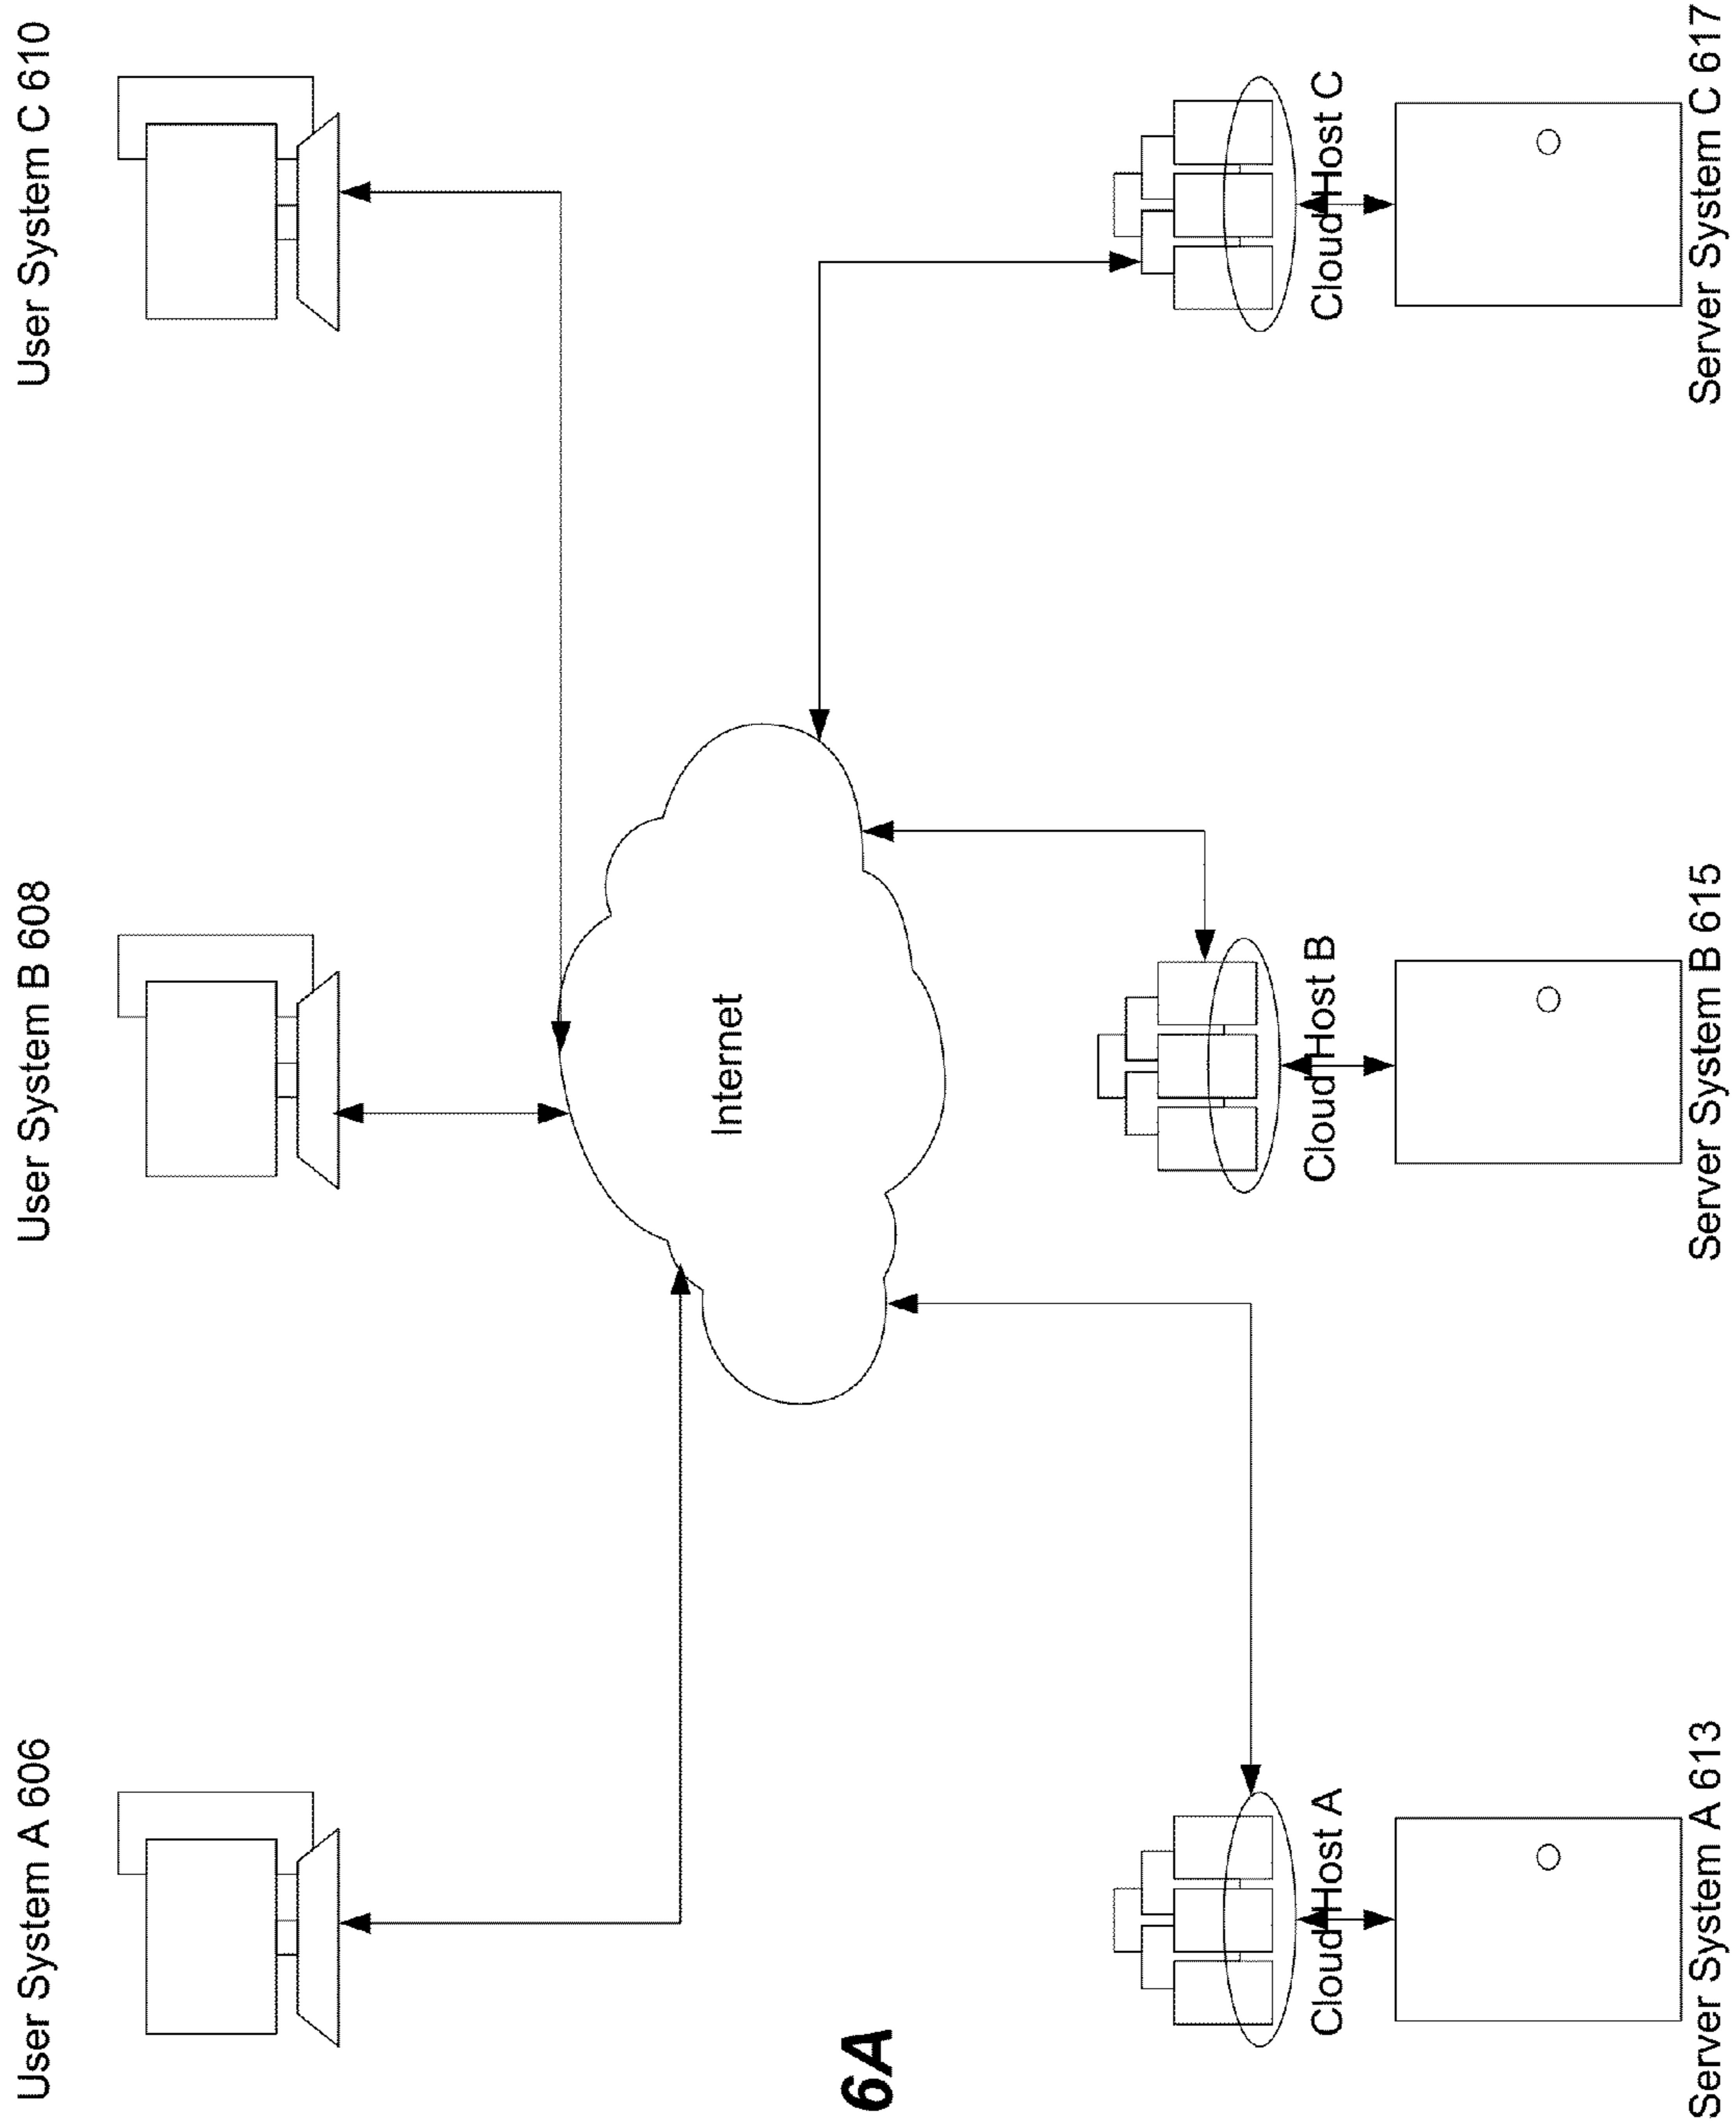 User System A 606
User System B 608
User System C 610
Internet
6A
Cloud Host A
Cloud Host B
Cloud Host C
Server System A 613
Server System B 615
Server System C 617